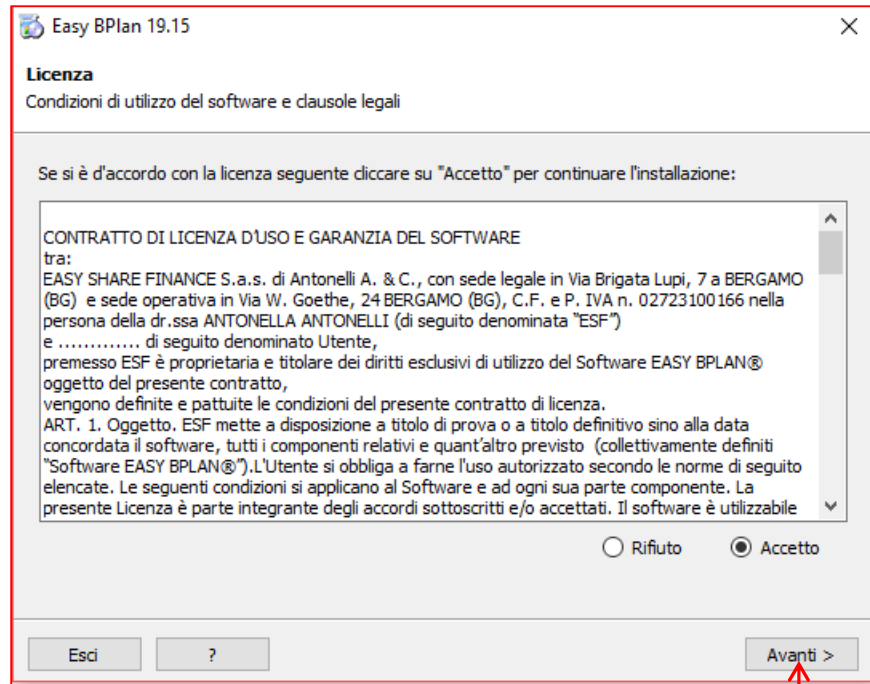 Easy BPlan 19.15
Licenza
Condizioni di utilizzo del software e clausole legali
Se si è d'accordo con la licenza seguente cliccare su "Accetto" per continuare l'installazione:
CONTRATTO DI LICENZA D'USO E GARANZIA DEL SOFTWARE
tra:
EASY SHARE FINANCE S.a.s. di Antonelli A. & C., con sede legale in Via Brigata Lupi, 7 a BERGAMO
(BG)  e sede operativa in Via W. Goethe, 24 BERGAMO (BG), C.F. e P. IVA n. 02723100166 nella
persona della dr.ssa ANTONELLA ANTONELLI (di seguito denominata “ESF”)
e ............. di seguito denominato Utente,
premesso ESF è proprietaria e titolare dei diritti esclusivi di utilizzo del Software EASY BPLAN®
oggetto del presente contratto,
vengono definite e pattuite le condizioni del presente contratto di licenza.
ART. 1. Oggetto. ESF mette a disposizione a titolo di prova o a titolo definitivo sino alla data
concordata il software, tutti i componenti relativi e quant’altro previsto  (collettivamente definiti
“Software EASY BPLAN®”).L'Utente si obbliga a farne l'uso autorizzato secondo le norme di seguito
elencate. Le seguenti condizioni si applicano al Software e ad ogni sua parte componente. La
presente Licenza è parte integrante degli accordi sottoscritti e/o accettati. Il software è utilizzabile
Rifiuto Accetto
Esci ? Avanti >